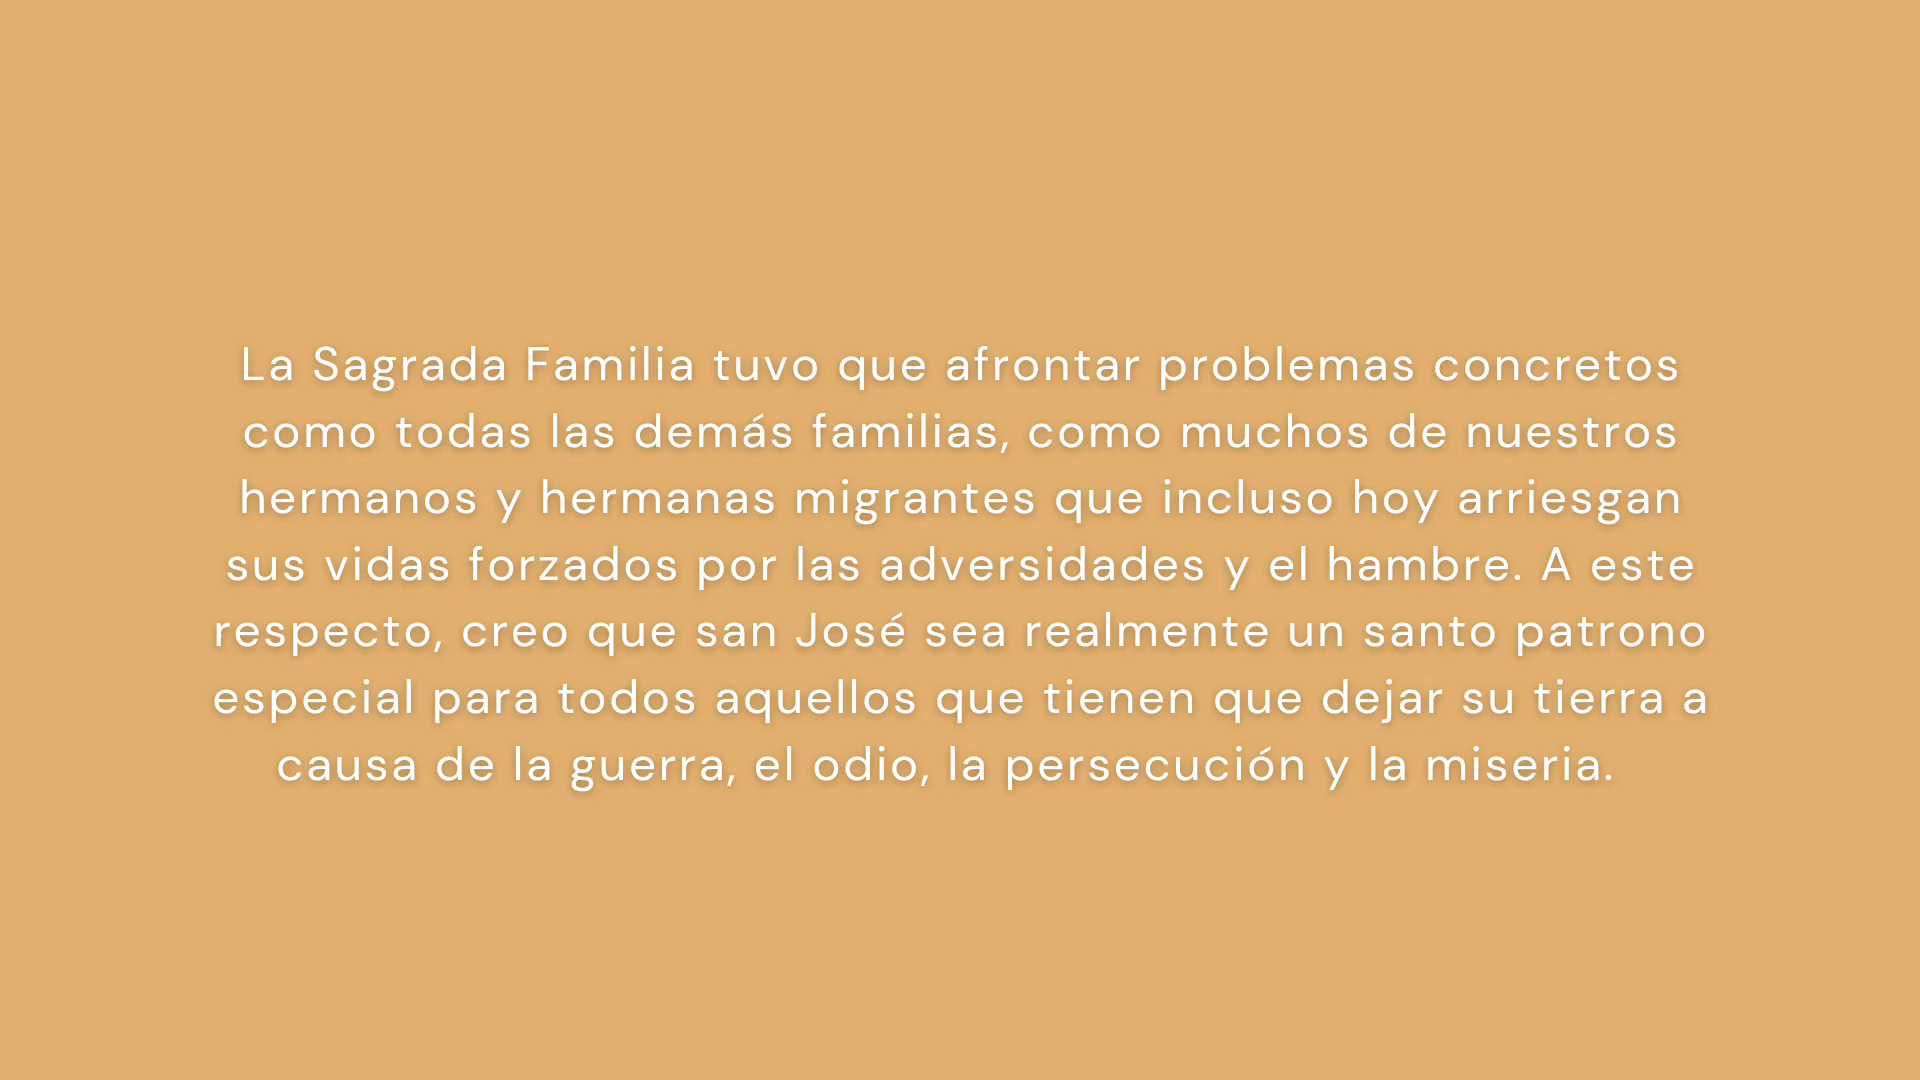 La Sagrada Familia tuvo que afrontar problemas concretos
como todas las demás familias, como muchos de nuestros
hermanos y hermanas migrantes que incluso hoy arriesgan
sus vidas forzados por las adversidades y el hambre. A este
respecto, creo que san José sea realmente un santo patrono
especial para todos aquellos que tienen que dejar su tierra a
causa de la guerra, el odio, la persecución y la miseria.